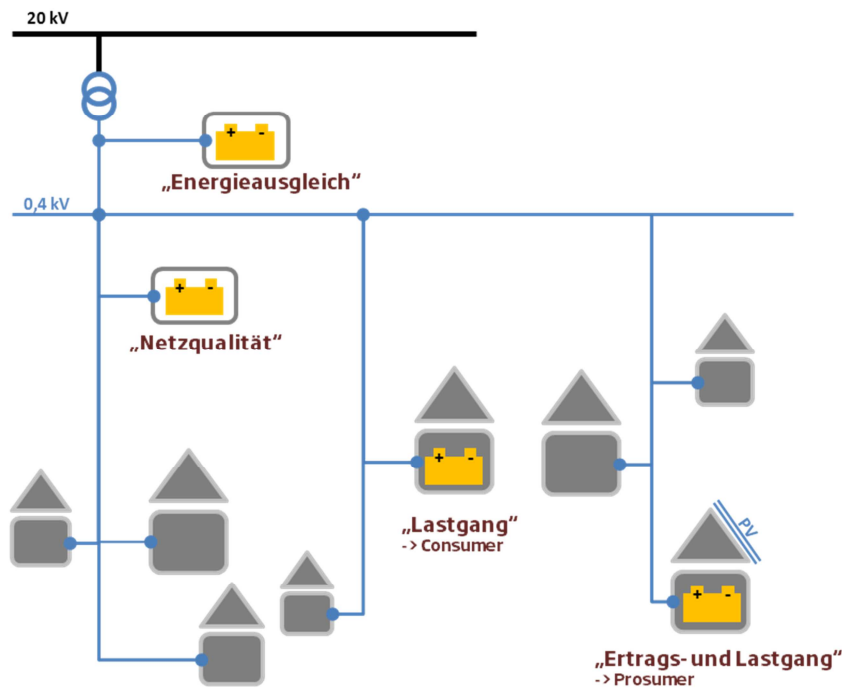 20 kV
+ -
„Energieausgleich“
0,4 kV
+ -
„Netzqualität“
+ -
„Lastgang“
-> Consumer
PV
+ -
„Ertrags- und Lastgang“
-> Prosumer